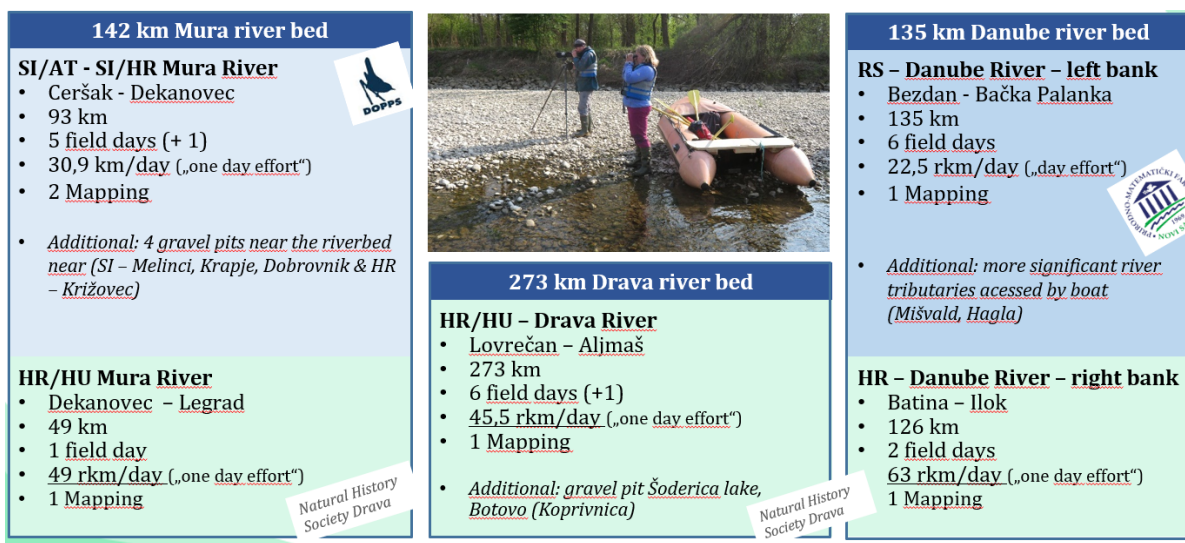 142 km Mura river bed
SI/AT - SI/HR Mura River
• Ceršak - Dekanovec
• 93 km
• 5 field days (+ 1)
• 30,9 km/day („one day effort“)
• 2 Mapping
• Additional: 4 gravel pits near the riverbed
near (SI – Melinci, Krapje, Dobrovnik & HR
– Križovec)
DOPPS
HR/HU Mura River
• Dekanovec – Legrad
• 49 km
• 1 field day
• 49 rkm/day („one day effort“)
• 1 Mapping
Natural History
Society Drava
273 km Drava river bed
HR/HU – Drava River
• Lovrečan – Aljmaš
• 273 km
• 6 field days (+1)
• 45,5 rkm/day („one day effort“)
• 1 Mapping
• Additional: gravel pit Šoderica lake,
Botovo (Koprivnica)
Natural History
Society Drava
135 km Danube river bed
RS – Danube River – left bank
• Bezdan - Bačka Palanka
• 135 km
• 6 field days
• 22,5 rkm/day („day effort“)
• 1 Mapping
• Additional: more significant river
tributaries acessed by boat
(Mišvald, Hagla)
PRIRODNO-MATEMATIČKI
1969
NOVI
HR – Danube River – right bank
• Batina – Ilok
• 126 km
• 2 field days
• 63 rkm/day („one day effort“)
• 1 Mapping